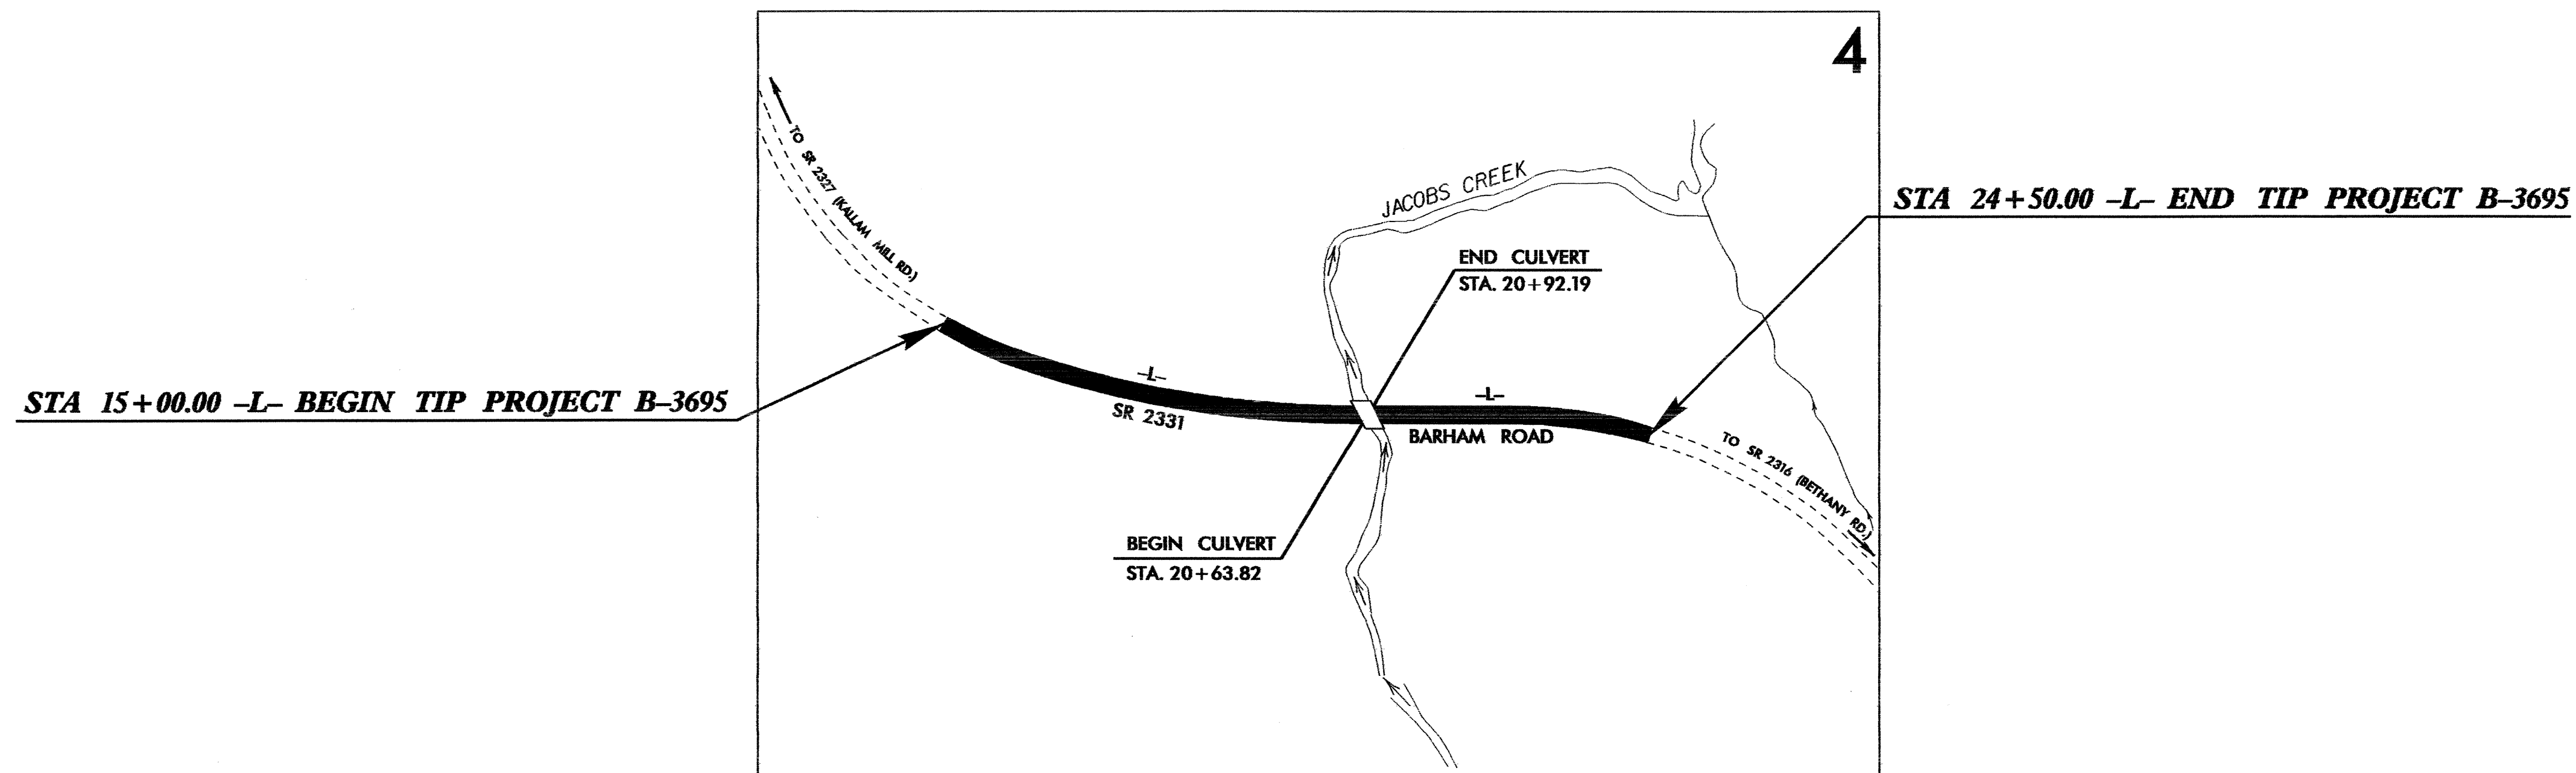 4
TO SR 2327 (KALLAM MILL RD.)
JACOBS CREEK
STA 24+50.00 -L- END TIP PROJECT B-3695
END CULVERT
STA. 20+92.19
-L-
SR 2331
STA 15+00.00 -L- BEGIN TIP PROJECT B-3695
-L-
BARHAM ROAD
TO SR 2316 (BETHANY RD.)
BEGIN CULVERT
STA. 20+63.82